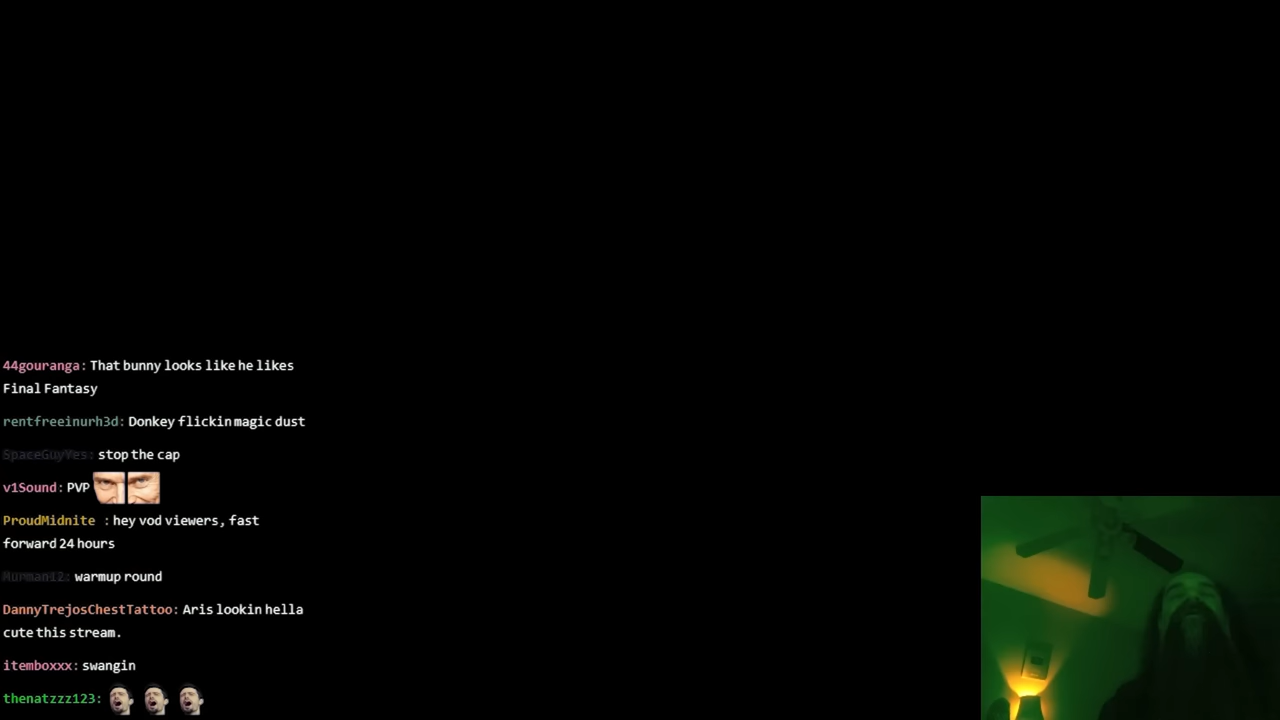 44gouranga: That bunny looks like he likes
Final Fantasy
rentfreeinurh3d: Donkey flickin magic dust
SpaceGuyYes: stop the cap
v1Sound: PVP
ProudMidnite : hey vod viewers, fast
forward 24 hours
Murman12: warmup round
DannyTrejosChestTattoo: Aris lookin hella
cute this stream.
itemboxxx: swangin
thenatzzz123: